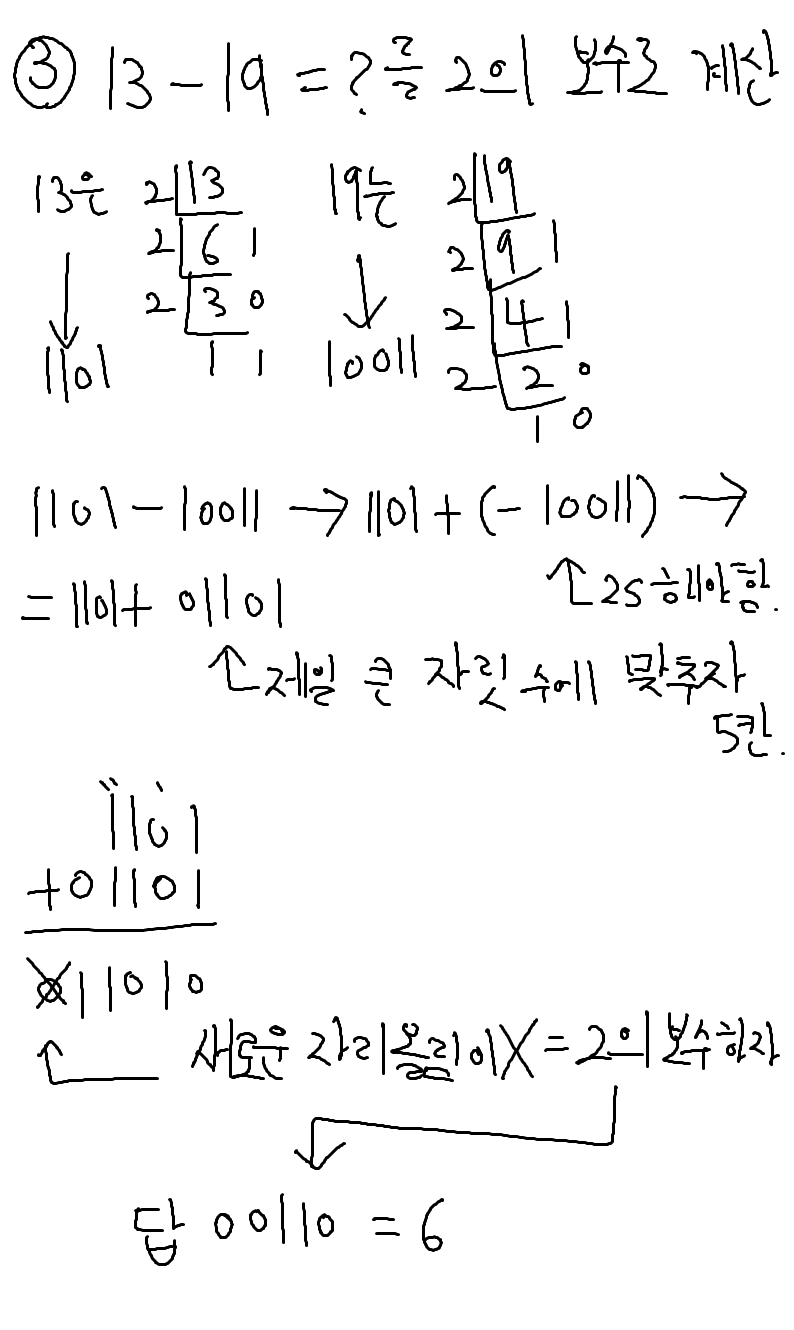 ③ 13 - 19 = ? 를 2의 보수로 계산
13은 2 13 19는 2 19
2 6 1 2 9 1
2 3 0 2 4 1
1101 1 1 10011 2 2 0
1 0
1101 - 10011 → 1101 + (- 10011) →
= 1101 + 01101 ↑ 2S 해야함.
↑ 제일 큰 자릿수에 맞추자
5칸.
1101
+ 01101
011010
새로운 자리올림이X = 2의 보수하자
답 00110 = 6